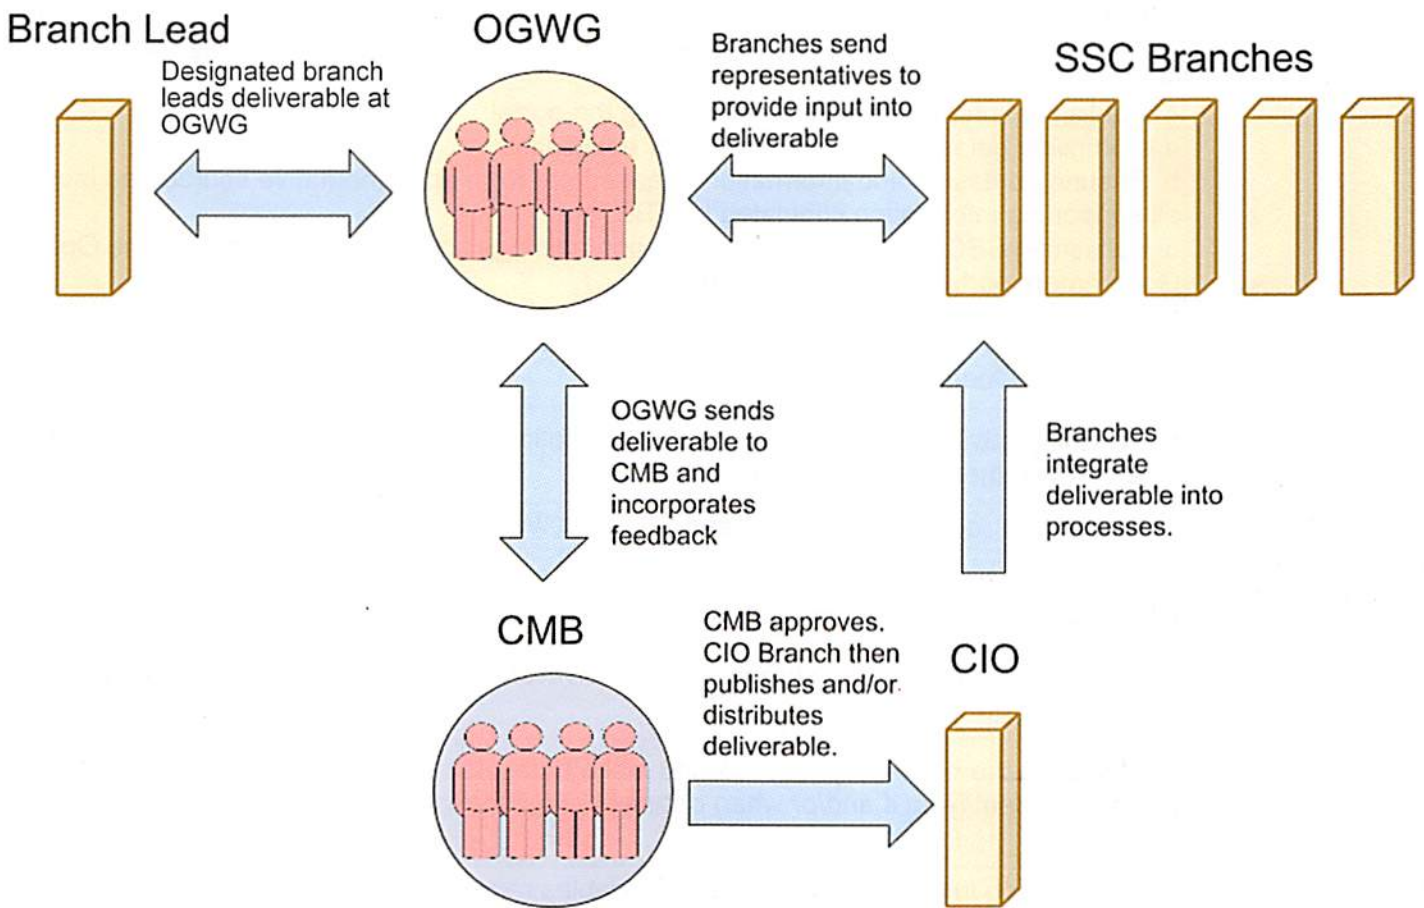 Branch Lead
Designated branch
leads deliverable at
OGWG
OGWG
Branches send
representatives to
provide input into
deliverable
SSC Branches
OGWG sends
deliverable to
CMB and
incorporates
feedback
Branches
integrate
deliverable into
processes.
CMB
CMB approves.
CIO Branch then
publishes and/or
distributes
deliverable.
CIO